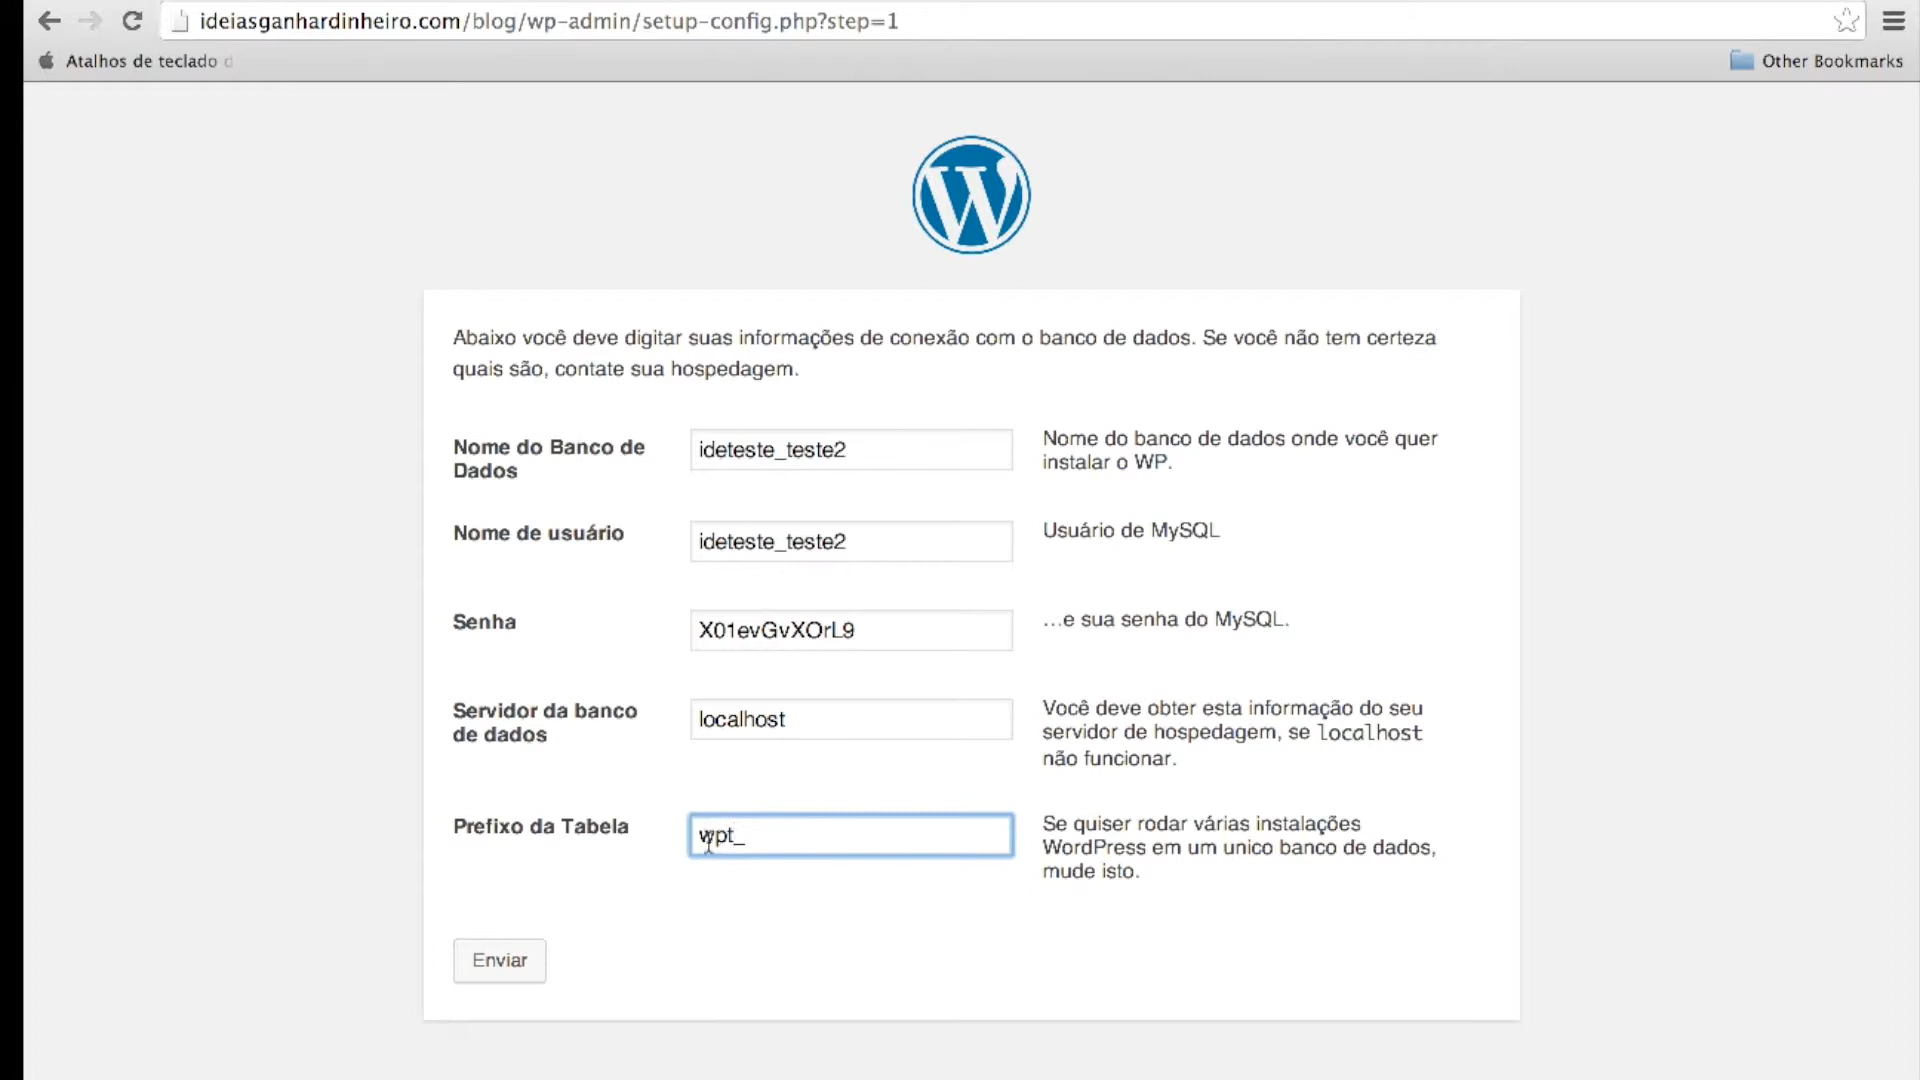 ideiasganhardinheiro.com/blog/wp-admin/setup-config.php?step=1
Atalhos de teclado d
Other Bookmarks
Abaixo você deve digitar suas informações de conexão com o banco de dados. Se você não tem certeza
quais são, contate sua hospedagem.
Nome do Banco de
Dados
ideteste_teste2
Nome do banco de dados onde você quer
instalar o WP.
Nome de usuário
ideteste_teste2
Usuário de MySQL
Senha
X01evGvXOrL9
...e sua senha do MySQL.
Servidor da banco
de dados
localhost
Você deve obter esta informação do seu
servidor de hospedagem, se localhost
não funcionar.
Prefixo da Tabela
wpt_
Se quiser rodar várias instalações
WordPress em um unico banco de dados,
mude isto.
Enviar